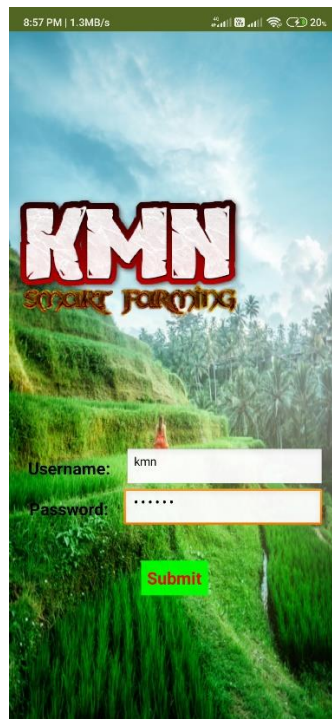 8:57 PM | 1.3MB/s
20%
KMN
SMART FARMING
Username:
kmn
Password:
••••••
Submit